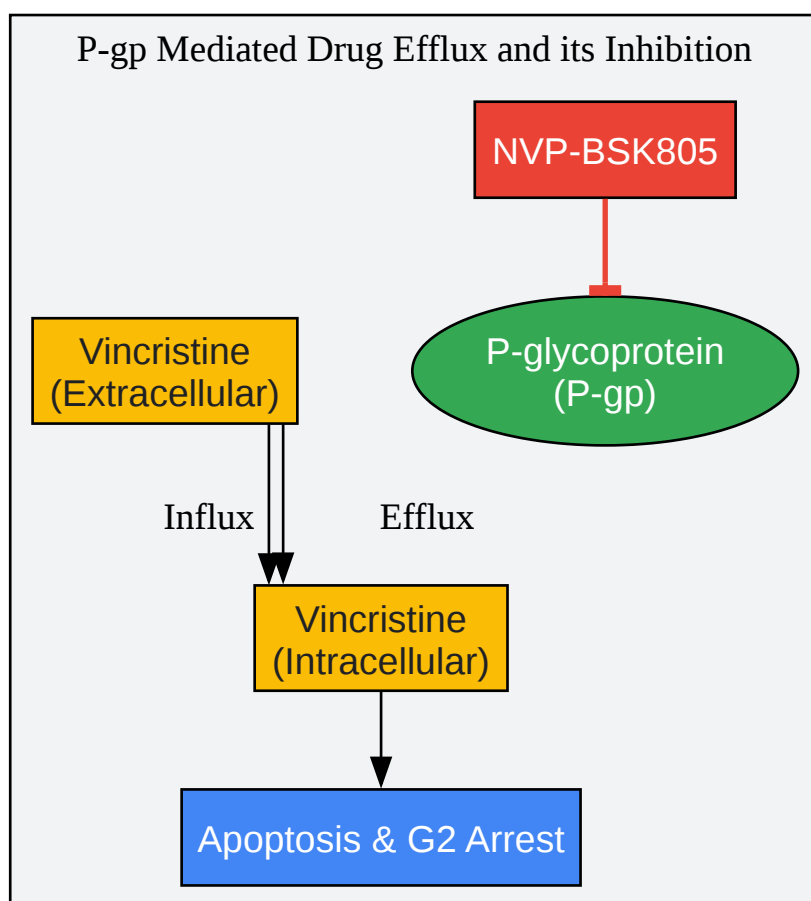 P-gp Mediated Drug Efflux and its Inhibition
NVP-BSK805
Vincristine
(Extracellular)
P-glycoprotein
(P-gp)
Influx
Efflux
Vincristine
(Intracellular)
Apoptosis & G2 Arrest